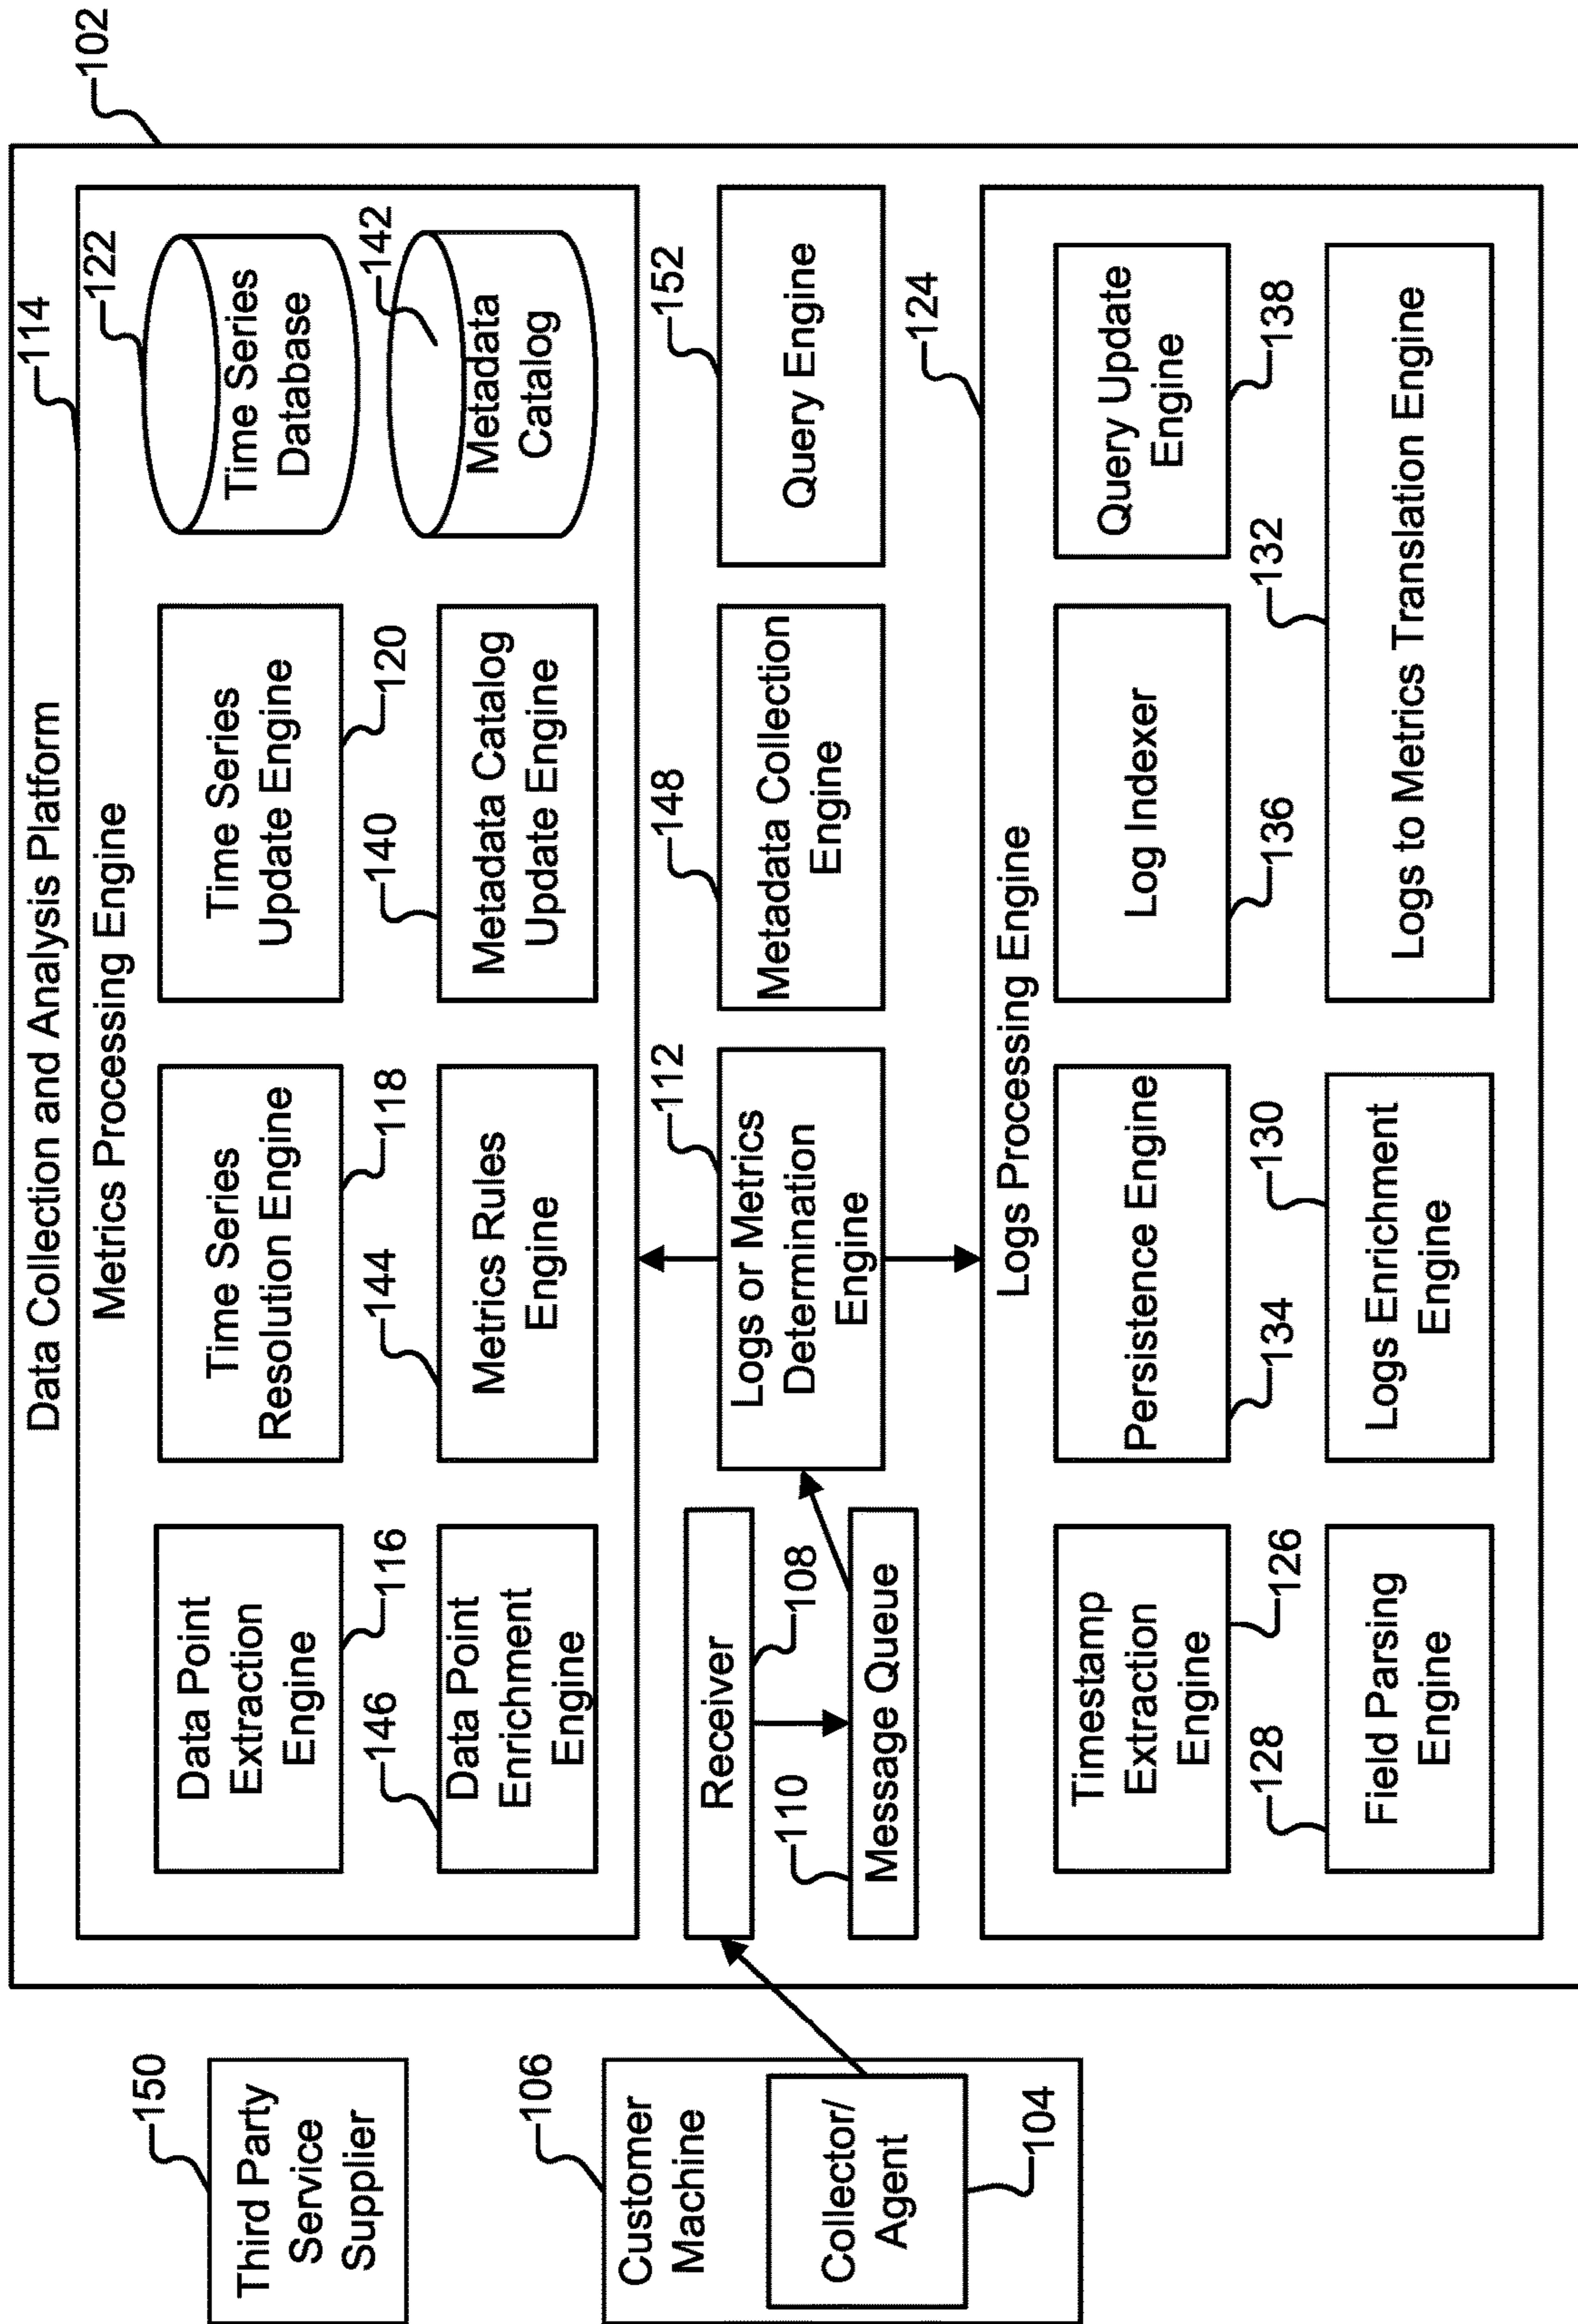 Data Collection and Analysis Platform
102
114
Metrics Processing Engine
Data Point
Extraction
Engine
116
Time Series
Resolution Engine
118
Time Series
Update Engine
120
Time Series
Database
122
146
Data Point
Enrichment
Engine
144
Metrics Rules
Engine
140
Metadata Catalog
Update Engine
142
Metadata
Catalog
150
Third Party
Service
Supplier
106
Customer
Machine
Collector/
Agent
104
Receiver
108
110
Message Queue
112
Logs or Metrics
Determination
Engine
148
Metadata Collection
Engine
152
Query Engine
124
Logs Processing Engine
Timestamp
Extraction
Engine
126
Persistence Engine
134
Log Indexer
136
Query Update
Engine
138
128
Field Parsing
Engine
130
Logs Enrichment
Engine
132
Logs to Metrics Translation Engine